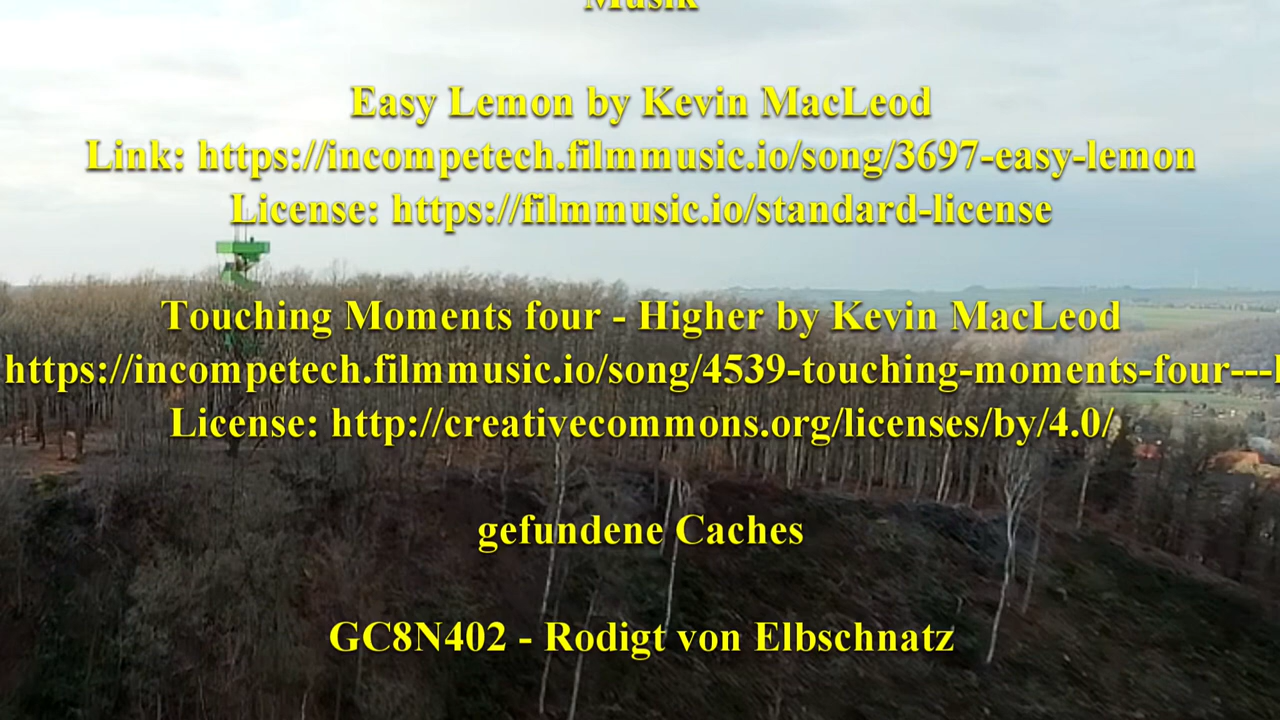 Musik
Easy Lemon by Kevin MacLeod
Link: https://incompetech.filmmusic.io/song/3697-easy-lemon
License: https://filmmusic.io/standard-license
Touching Moments four - Higher by Kevin MacLeod
https://incompetech.filmmusic.io/song/4539-touching-moments-four---
License: http://creativecommons.org/licenses/by/4.0/
gefundene Caches
GC8N402 - Rodigt von Elbschnatz